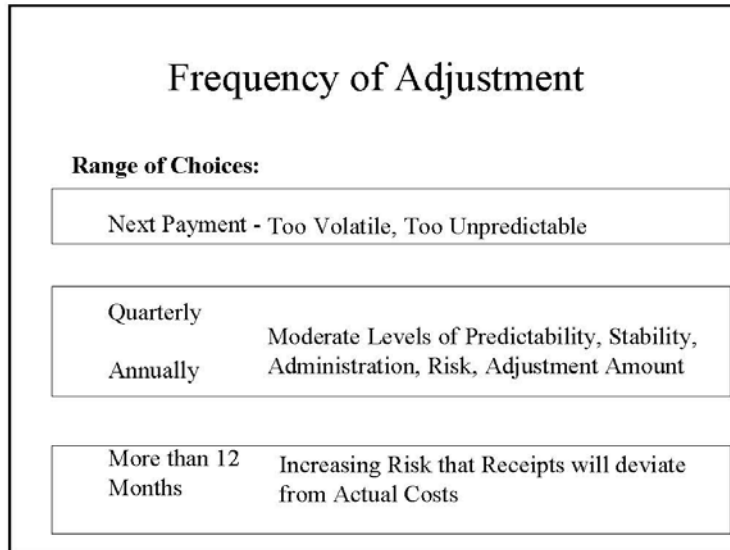 Frequency of Adjustment
Range of Choices:
Next Payment - Too Volatile, Too Unpredictable
Quarterly
Annually
Moderate Levels of Predictability, Stability,
Administration, Risk, Adjustment Amount
More than 12
Months
Increasing Risk that Receipts will deviate
from Actual Costs